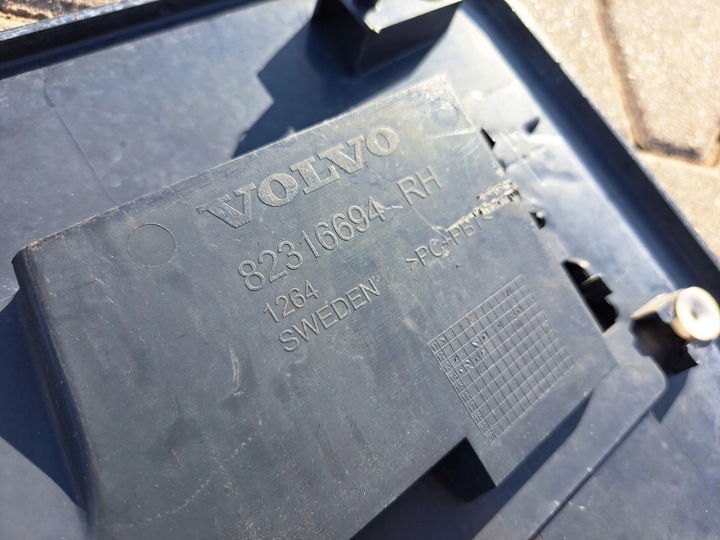 VOLVO
82316694 RH
1264 >PC+PBT
SWEDEN